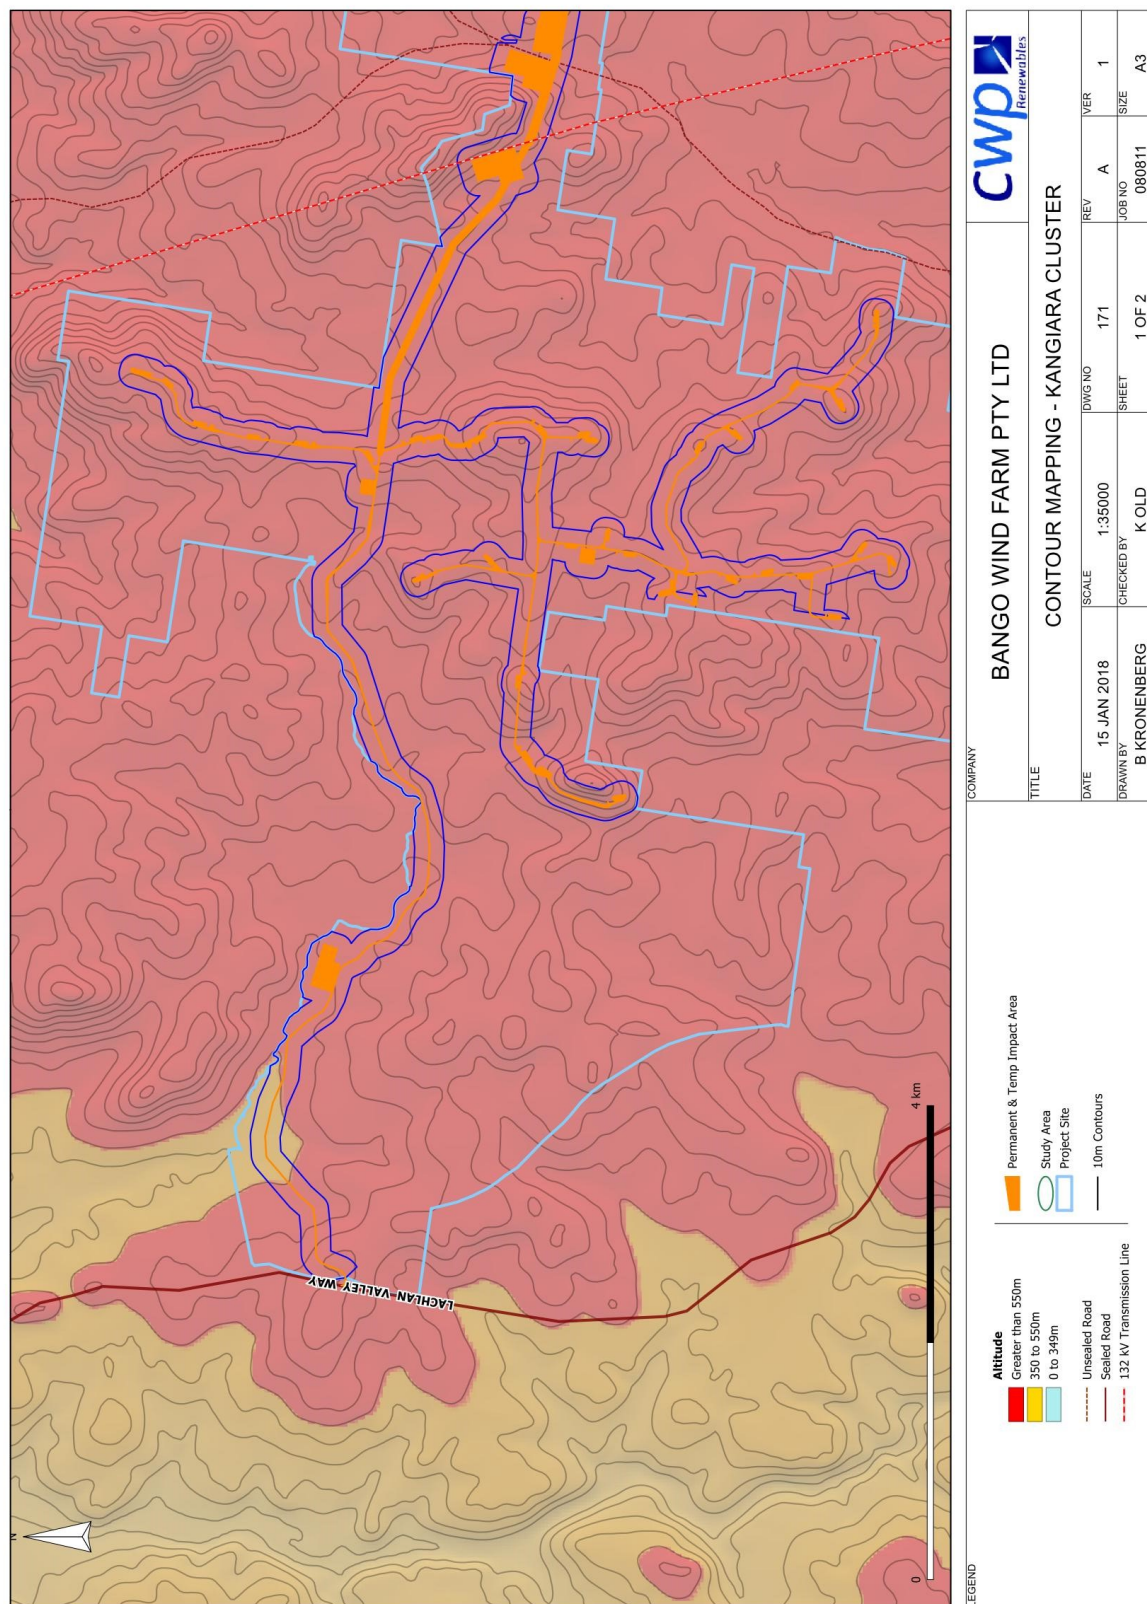 N
LACHLAN VALLEY WAY
0 4 km
LEGEND
Altitude
Greater than 550m
350 to 550m
0 to 349m
Unsealed Road
Sealed Road
132 kV Transmission Line
Permanent & Temp Impact Area
Study Area
Project Site
10m Contours
COMPANY
BANGO WIND FARM PTY LTD
cwp
Renewables
TITLE
CONTOUR MAPPING - KANGIARA CLUSTER
DATE SCALE DWG NO REV VER
15 JAN 2018 1:35000 171 A 1
DRAWN BY CHECKED BY SHEET JOB NO SIZE
B KRONENBERG K OLD 1 OF 2 080811 A3